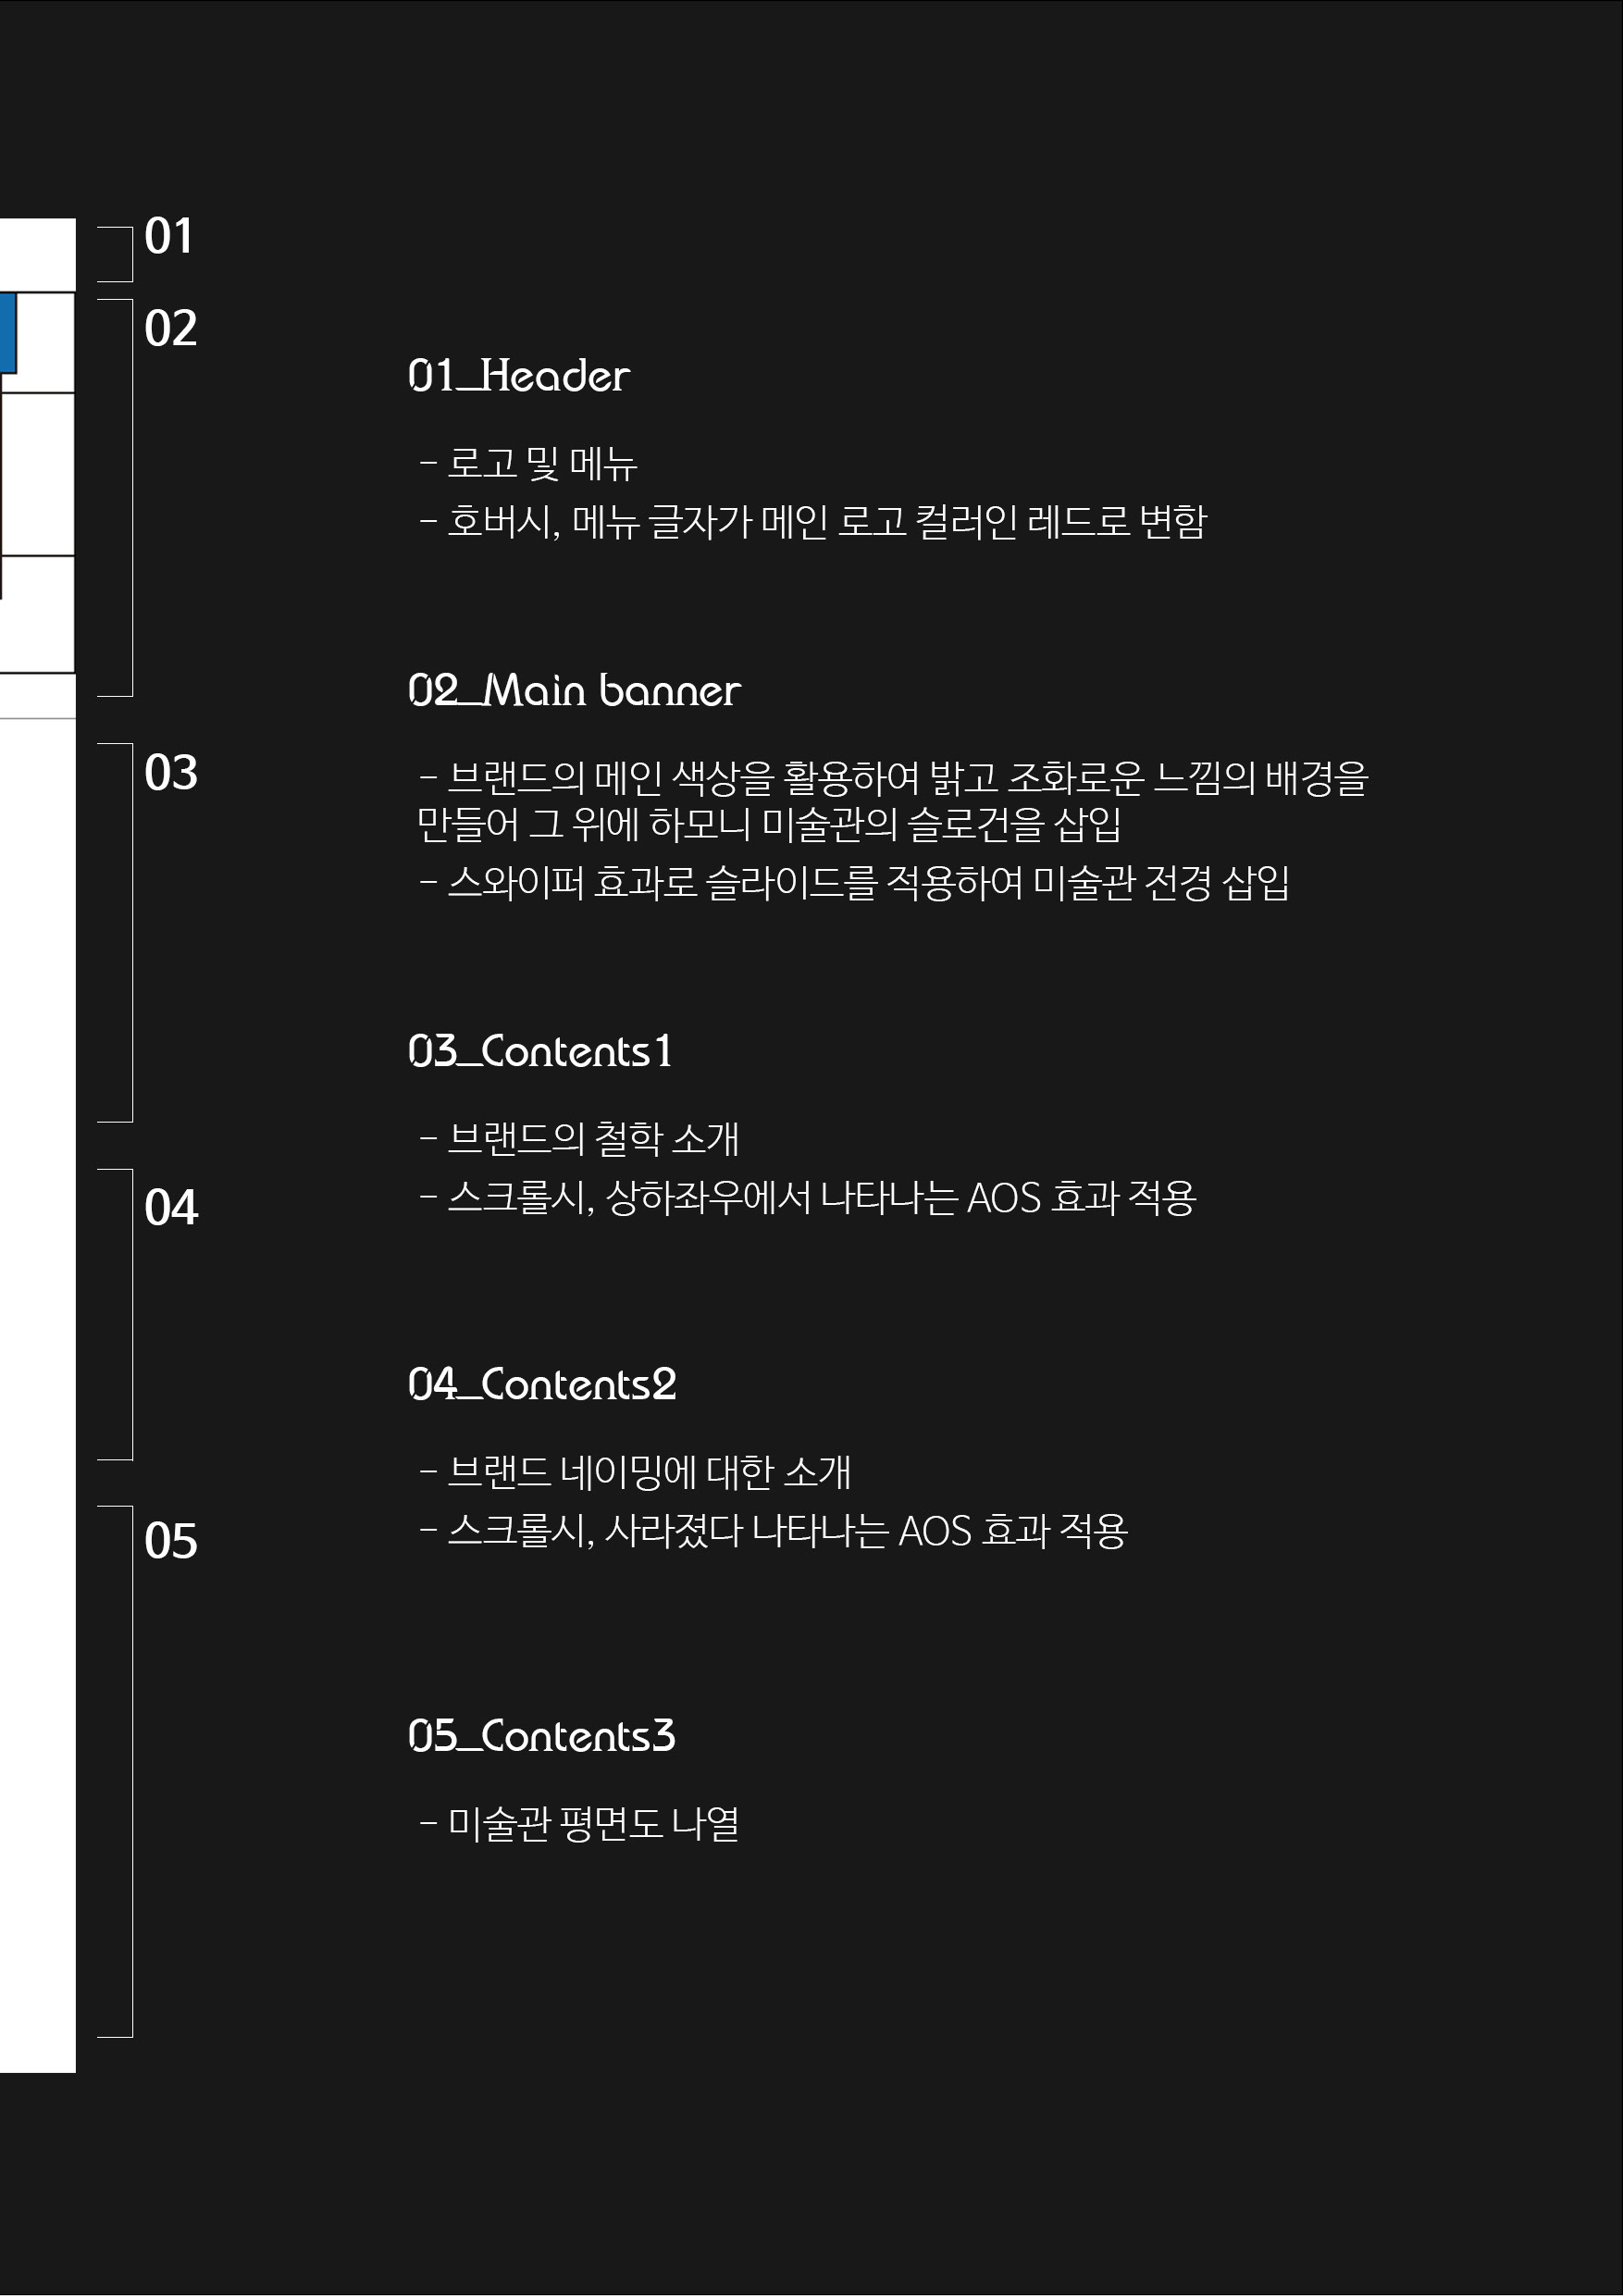 01
02
03
04
05
01_Header
- 로고 및 메뉴
- 호버시, 메뉴 글자가 메인 로고 컬러인 레드로 변함
02_Main banner
- 브랜드의 메인 색상을 활용하여 밝고 조화로운 느낌의 배경을
만들어 그 위에 하모니 미술관의 슬로건을 삽입
- 스와이퍼 효과로 슬라이드를 적용하여 미술관 전경 삽입
03_Contents1
- 브랜드의 철학 소개
- 스크롤시, 상하좌우에서 나타나는 AOS 효과 적용
04_Contents2
- 브랜드 네이밍에 대한 소개
- 스크롤시, 사라졌다 나타나는 AOS 효과 적용
05_Contents3
- 미술관 평면도 나열